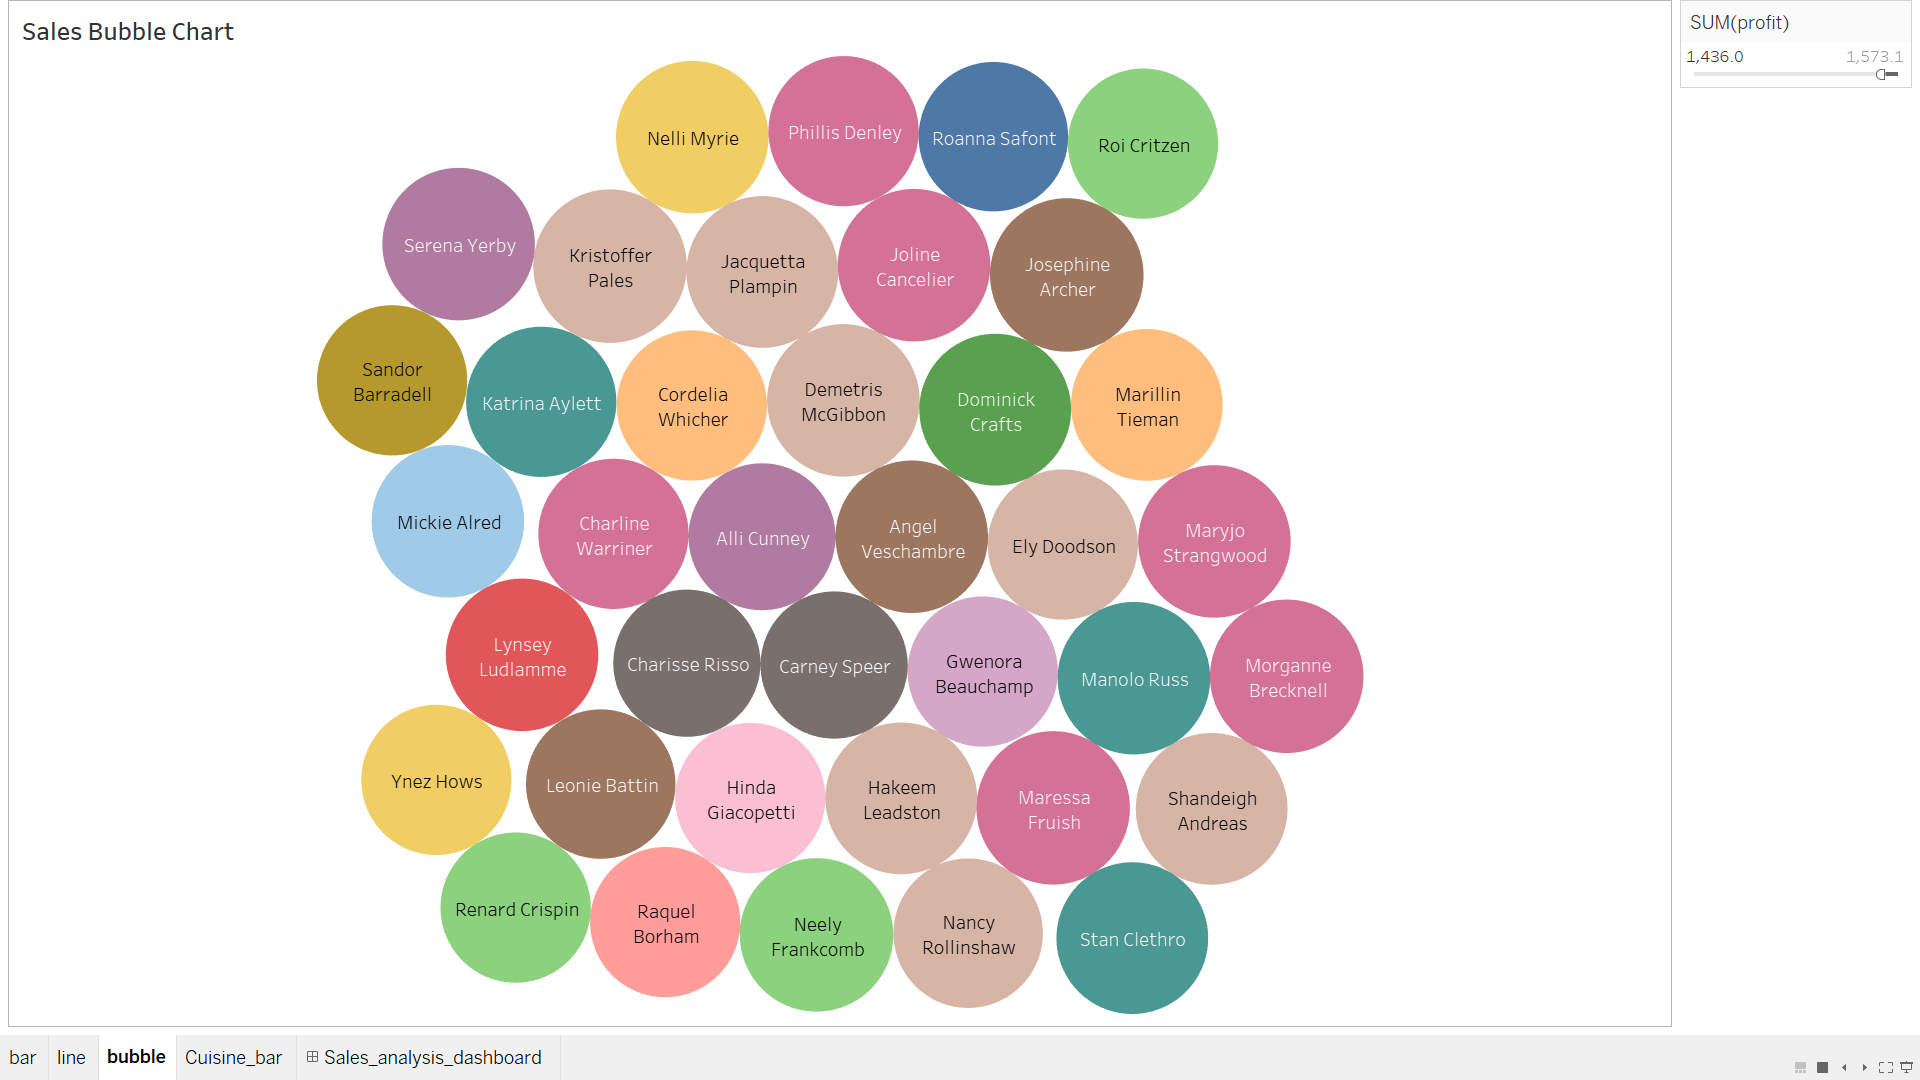 Sales Bubble Chart
SUM(profit)
1,436.0
1,573.1
Nelli Myrie
Phillis Denley
Roanna Safont
Roi Critzen
Serena Yerby
Kristoffer
Pales
Jacquetta
Plampin
Joline
Cancelier
Josephine
Archer
Sandor
Barradell
Katrina Aylett
Cordelia
Whicher
Demetris
McGibbon
Dominick
Crafts
Marillin
Tieman
Mickie Alred
Charline
Warriner
Alli Cunney
Angel
Veschambre
Ely Doodson
Maryjo
Strangwood
Lynsey
Ludlamme
Charisse Risso
Carney Speer
Gwenora
Beauchamp
Manolo Russ
Morganne
Brecknell
Ynez Hows
Leonie Battin
Hinda
Giacopetti
Hakeem
Leadston
Maressa
Fruish
Shandeigh
Andreas
Renard Crispin
Raquel
Borham
Neely
Frankcomb
Nancy
Rollinshaw
Stan Clethro
bar
line
bubble
Cuisine_bar
Sales_analysis_dashboard